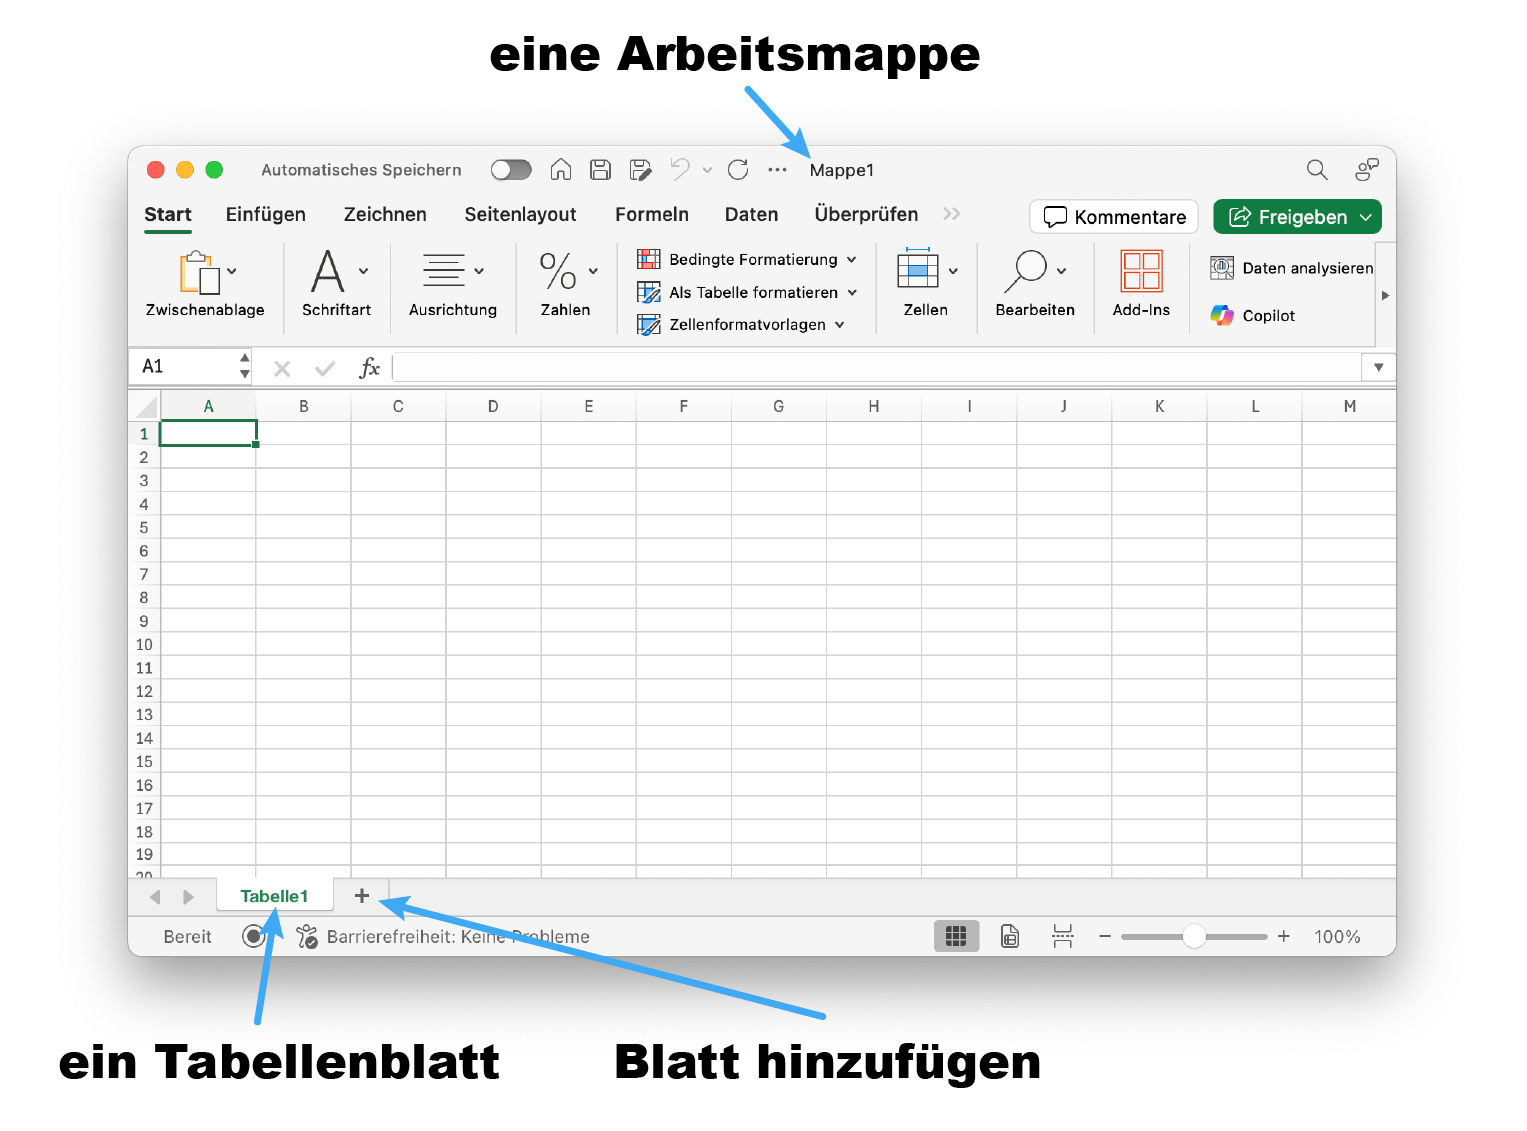 eine Arbeitsmappe
Automatisches Speichern
Mappe1
Start Einfügen Zeichnen Seitenlayout Formeln Daten Überprüfen >> Kommentare Freigeben
Zwischenablage
Schriftart
Ausrichtung
% Zahlen
Bedingte Formatierung
Als Tabelle formatieren
Zellenformatvorlagen
Zellen
Bearbeiten
Add-Ins
Daten analysieren
Copilot
A1 fx
A B C D E F G H I J K L M
1
2
3
4
5
6
7
8
9
10
11
12
13
14
15
16
17
18
19
20
Tabelle1 +
Bereit Barrierefreiheit: Keine Probleme − + 100%
ein Tabellenblatt
Blatt hinzufügen